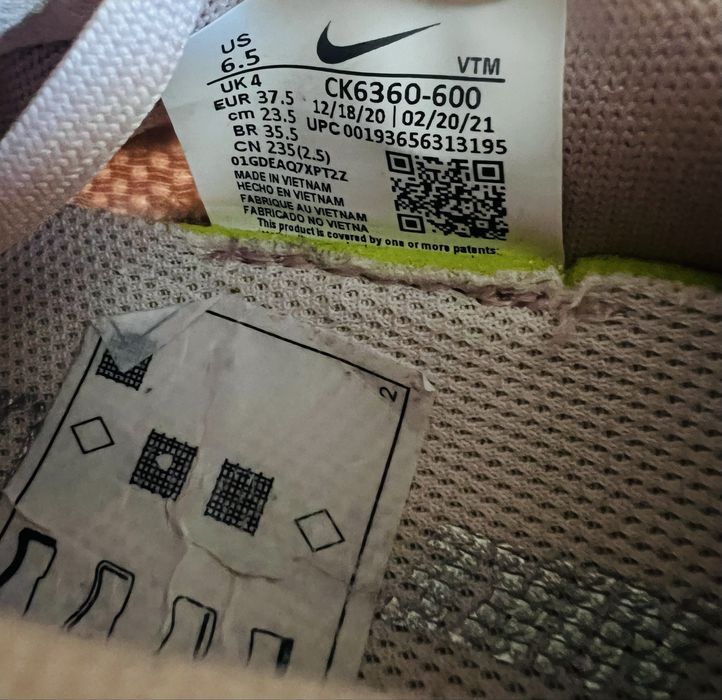 US
6.5
VTM
UK 4
EUR 37.5
cm 23.5
BR 35.5
CN 235(2.5)
CK6360-600
12/18/20 | 02/20/21
UPC 00193656313195
01GDEAQ7XPT2Z
MADE IN VIETNAM
HECHO EN VIETNAM
FABRIQUE AU VIETNAM
FABRICADO NO VIETNA
This product is covered by one or more patents
2